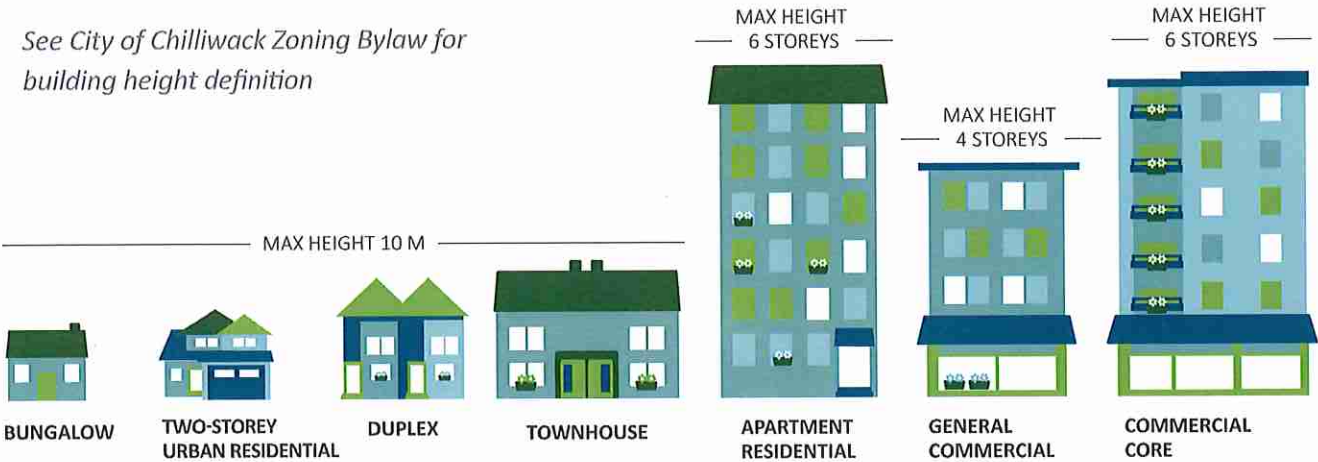 See City of Chilliwack Zoning Bylaw for
building height definition
MAX HEIGHT
6 STOREYS
MAX HEIGHT
4 STOREYS
MAX HEIGHT
6 STOREYS
MAX HEIGHT 10 M
BUNGALOW
TWO-STOREY
URBAN RESIDENTIAL
DUPLEX
TOWNHOUSE
APARTMENT
RESIDENTIAL
GENERAL
COMMERCIAL
COMMERCIAL
CORE